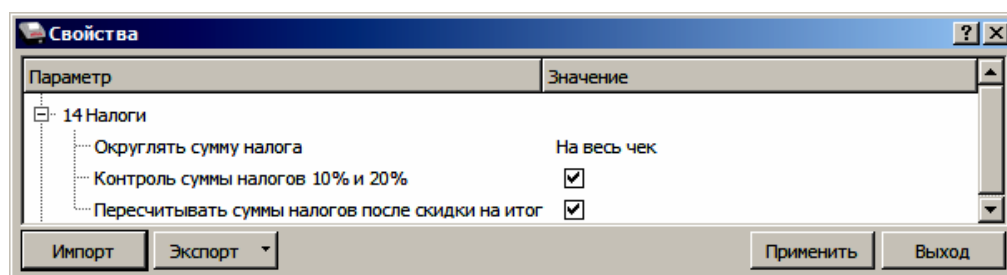 Свойства
Параметр Значение
14 Налоги
Округлять сумму налога На весь чек
Контроль суммы налогов 10% и 20%
Пересчитывать суммы налогов после скидки на итог
Импорт Экспорт Применить Выход